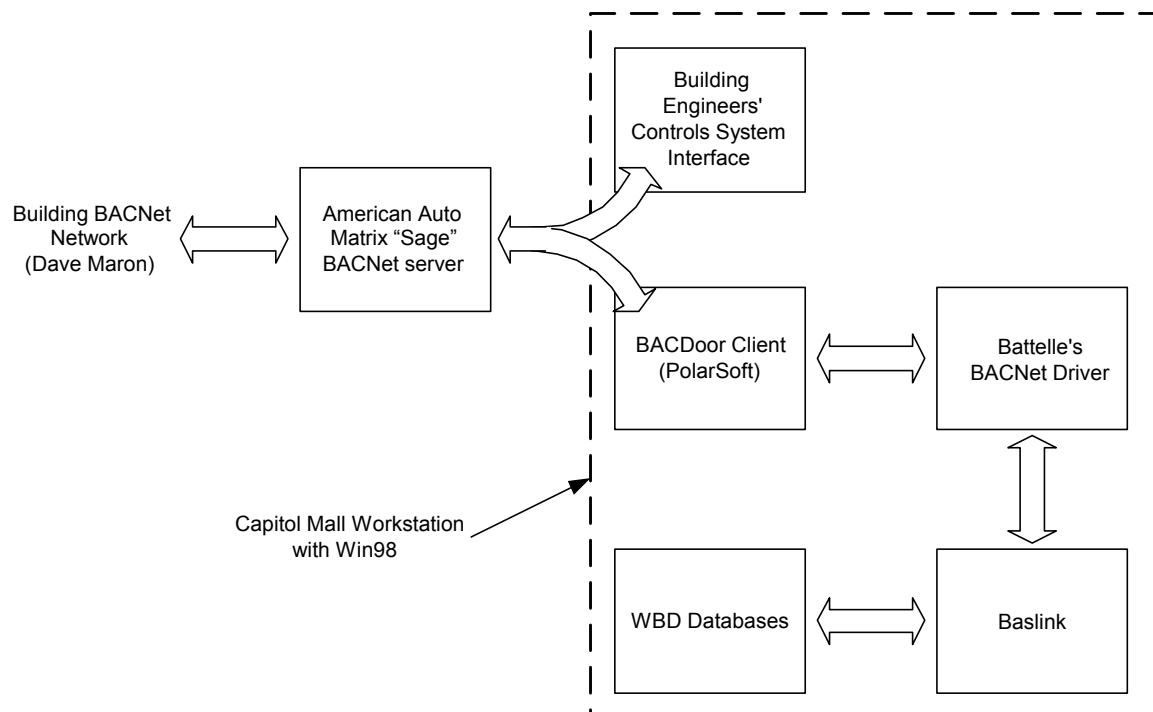 Building
Engineers'
Controls System
Interface
Building BACNet
Network
(Dave Maron)
American Auto
Matrix “Sage”
BACNet server
BACDoor Client
(PolarSoft)
Battelle's
BACNet Driver
Capitol Mall Workstation
with Win98
WBD Databases
Baslink